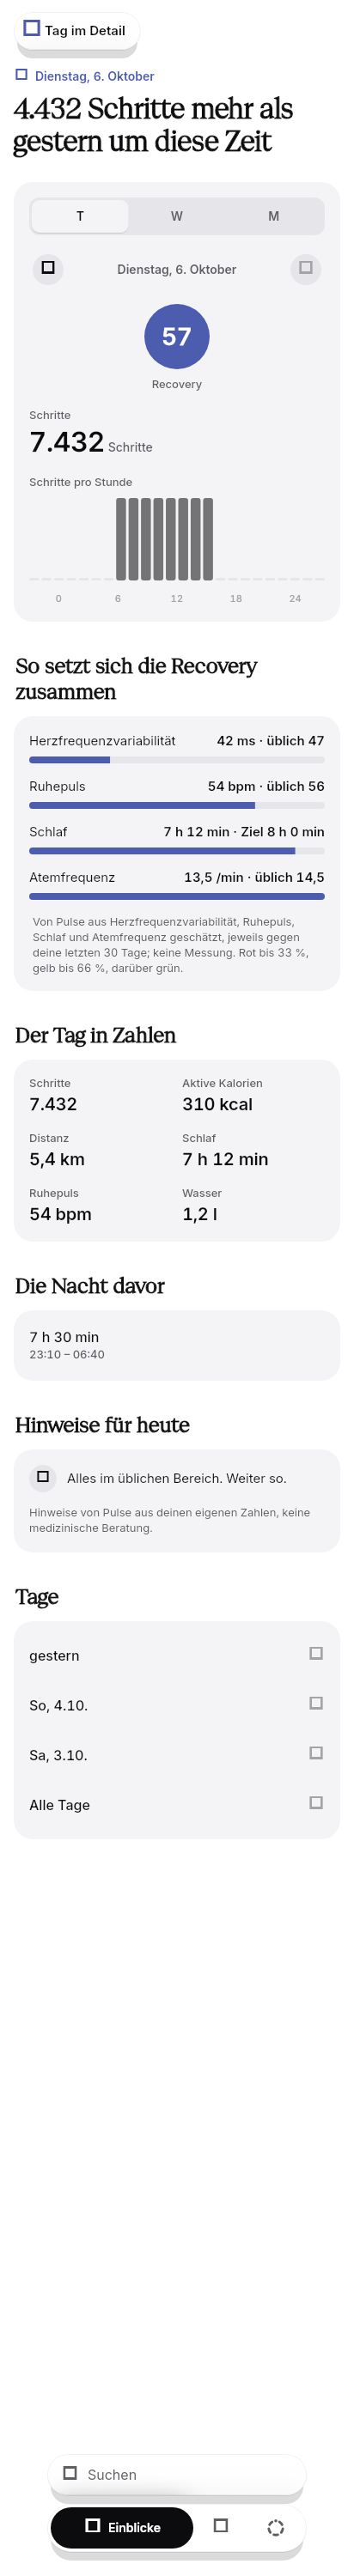 Tag im Detail
Dienstag, 6. Oktober
4.432 Schritte mehr als
gestern um diese Zeit
T W M
Dienstag, 6. Oktober
57
Recovery
Schritte
7.432 Schritte
Schritte pro Stunde
0 6 12 18 24
So setzt sich die Recovery
zusammen
Herzfrequenzvariabilität 42 ms · üblich 47
Ruhepuls 54 bpm · üblich 56
Schlaf 7 h 12 min · Ziel 8 h 0 min
Atemfrequenz 13,5 /min · üblich 14,5
Von Pulse aus Herzfrequenzvariabilität, Ruhepuls,
Schlaf und Atemfrequenz geschätzt, jeweils gegen
deine letzten 30 Tage; keine Messung. Rot bis 33 %,
gelb bis 66 %, darüber grün.
Der Tag in Zahlen
Schritte Aktive Kalorien
7.432 310 kcal
Distanz Schlaf
5,4 km 7 h 12 min
Ruhepuls Wasser
54 bpm 1,2 l
Die Nacht davor
7 h 30 min
23:10 – 06:40
Hinweise für heute
Alles im üblichen Bereich. Weiter so.
Hinweise von Pulse aus deinen eigenen Zahlen, keine
medizinische Beratung.
Tage
gestern
So, 4.10.
Sa, 3.10.
Alle Tage
Suchen
Einblicke